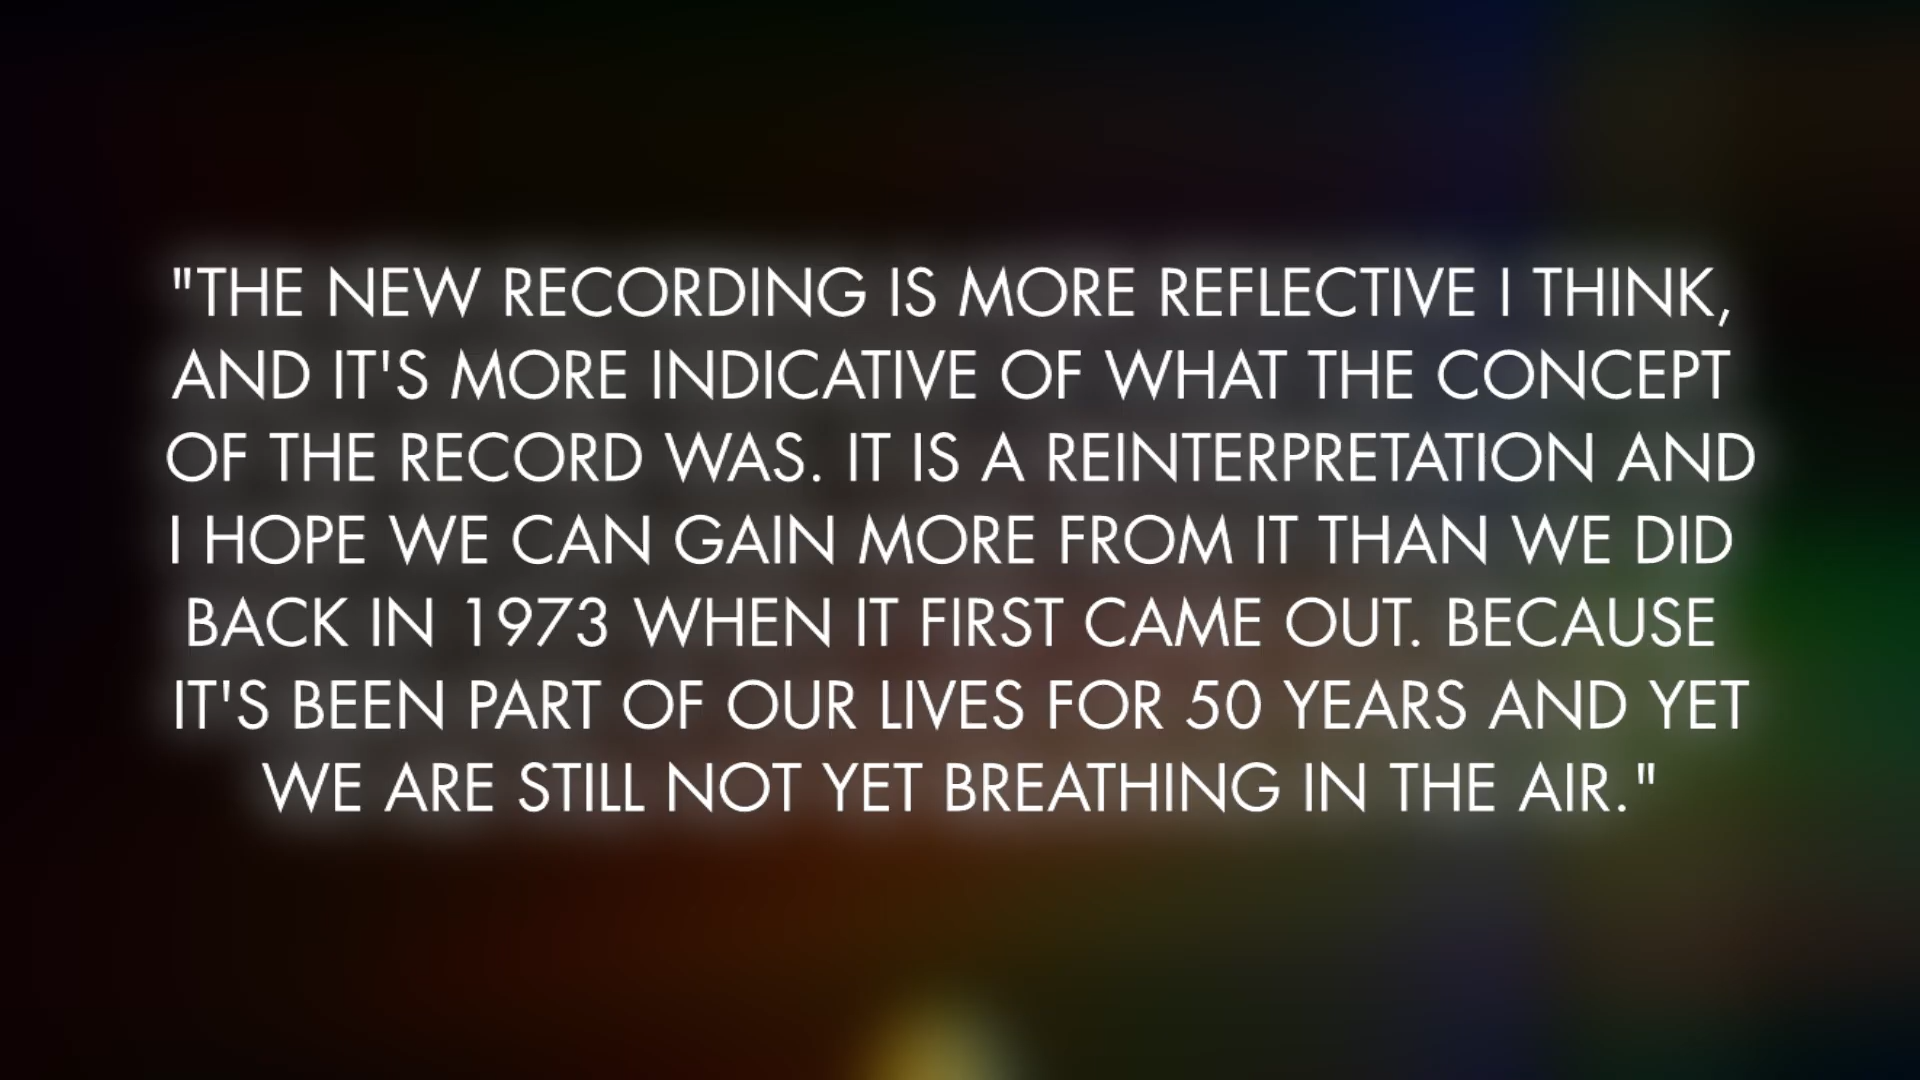 "THE NEW RECORDING IS MORE REFLECTIVE I THINK,
AND IT'S MORE INDICATIVE OF WHAT THE CONCEPT
OF THE RECORD WAS. IT IS A REINTERPRETATION AND
I HOPE WE CAN GAIN MORE FROM IT THAN WE DID
BACK IN 1973 WHEN IT FIRST CAME OUT. BECAUSE
IT'S BEEN PART OF OUR LIVES FOR 50 YEARS AND YET
WE ARE STILL NOT YET BREATHING IN THE AIR."